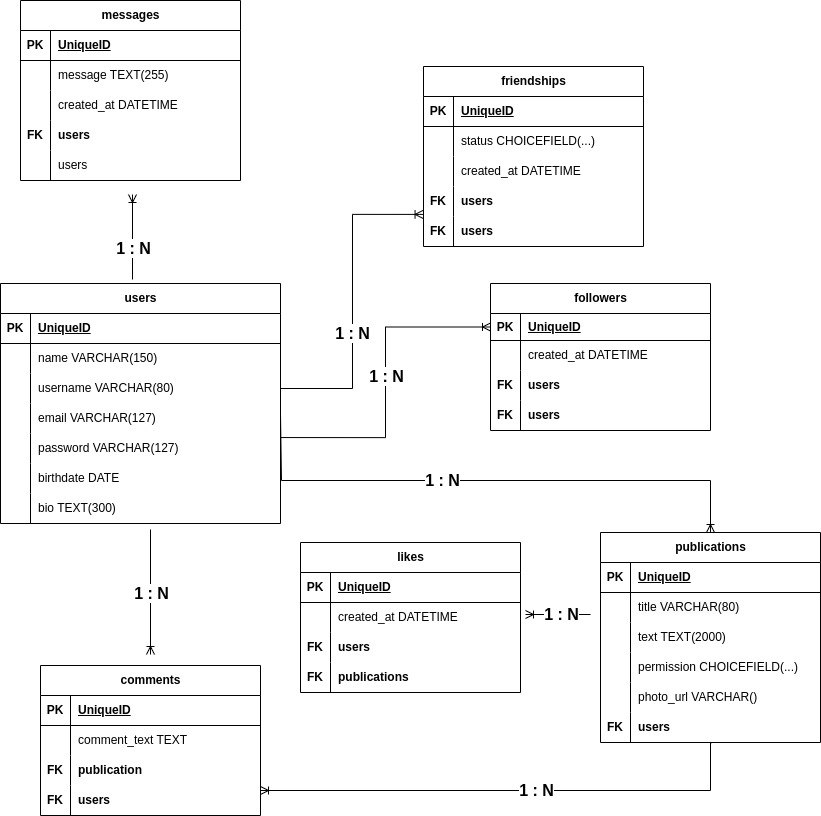 messages
PK UniqueID
message TEXT(255)
created_at DATETIME
FK users
users
friendships
PK UniqueID
status CHOICEFIELD(...)
created_at DATETIME
FK users
FK users
1 : N
users
PK UniqueID
name VARCHAR(150)
username VARCHAR(80)
email VARCHAR(127)
password VARCHAR(127)
birthdate DATE
bio TEXT(300)
1 : N
1 : N
followers
PK UniqueID
created_at DATETIME
FK users
FK users
1 : N
publications
PK UniqueID
title VARCHAR(80)
text TEXT(2000)
permission CHOICEFIELD(...)
photo_url VARCHAR()
FK users
likes
PK UniqueID
created_at DATETIME
FK users
FK publications
1 : N
1 : N
comments
PK UniqueID
comment_text TEXT
FK publication
FK users
1 : N